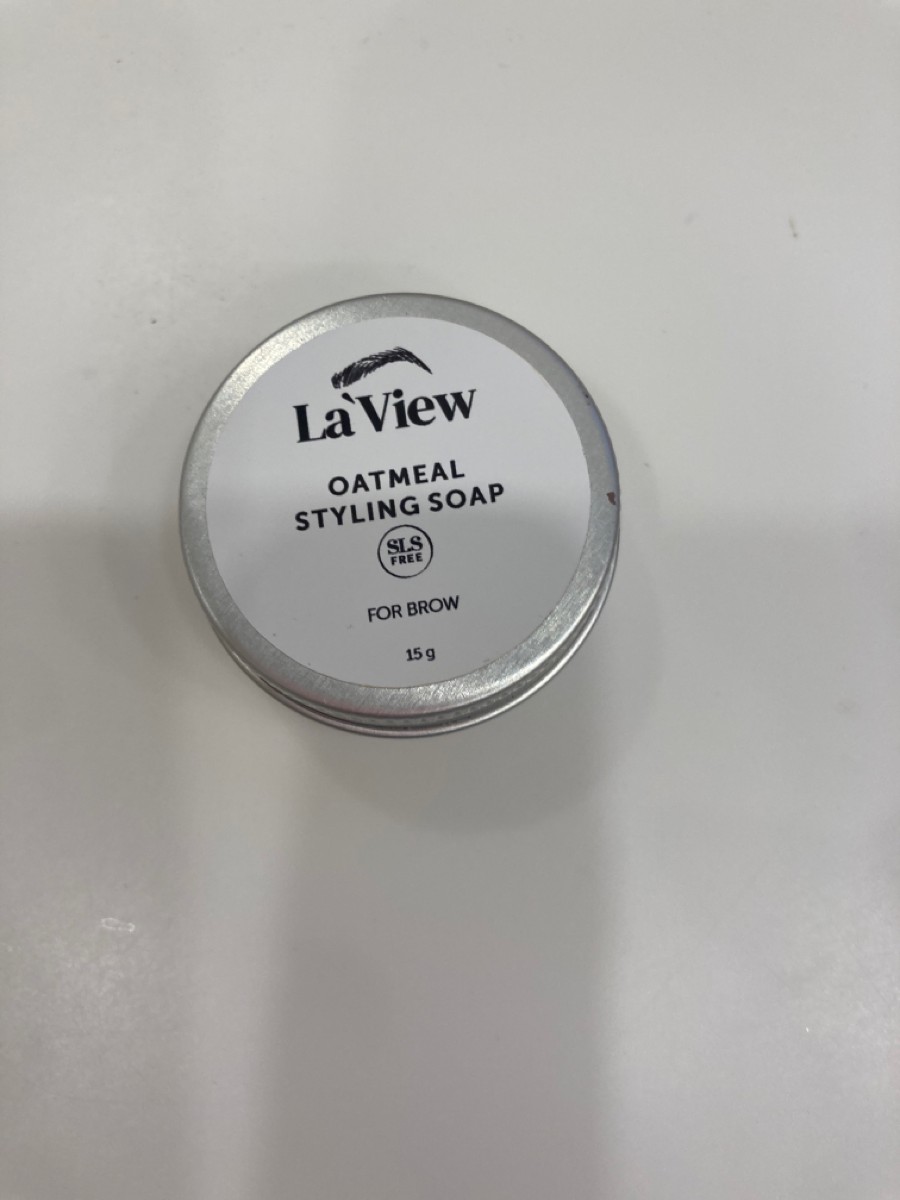 La`View
OATMEAL
STYLING SOAP
SLS
FREE
FOR BROW
15 g